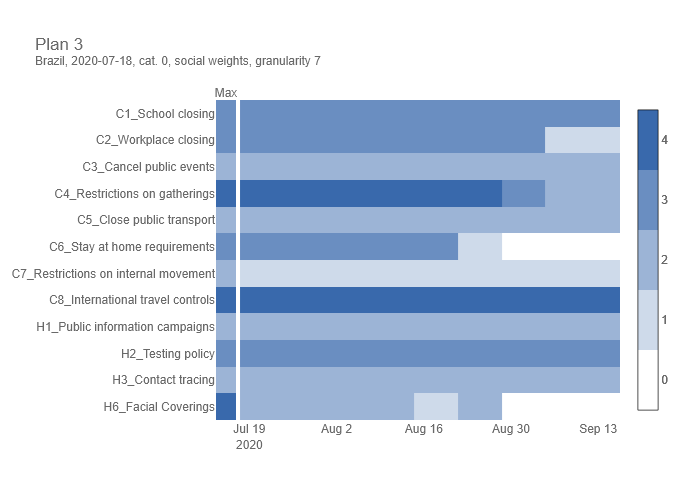 Plan 3
Brazil, 2020-07-18, cat. 0, social weights, granularity 7
Max
C1_School closing
C2_Workplace closing
C3_Cancel public events
C4_Restrictions on gatherings
C5_Close public transport
C6_Stay at home requirements
C7_Restrictions on internal movement
C8_International travel controls
H1_Public information campaigns
H2_Testing policy
H3_Contact tracing
H6_Facial Coverings
4
3
2
1
0
Jul 19 Aug 2 Aug 16 Aug 30 Sep 13
2020